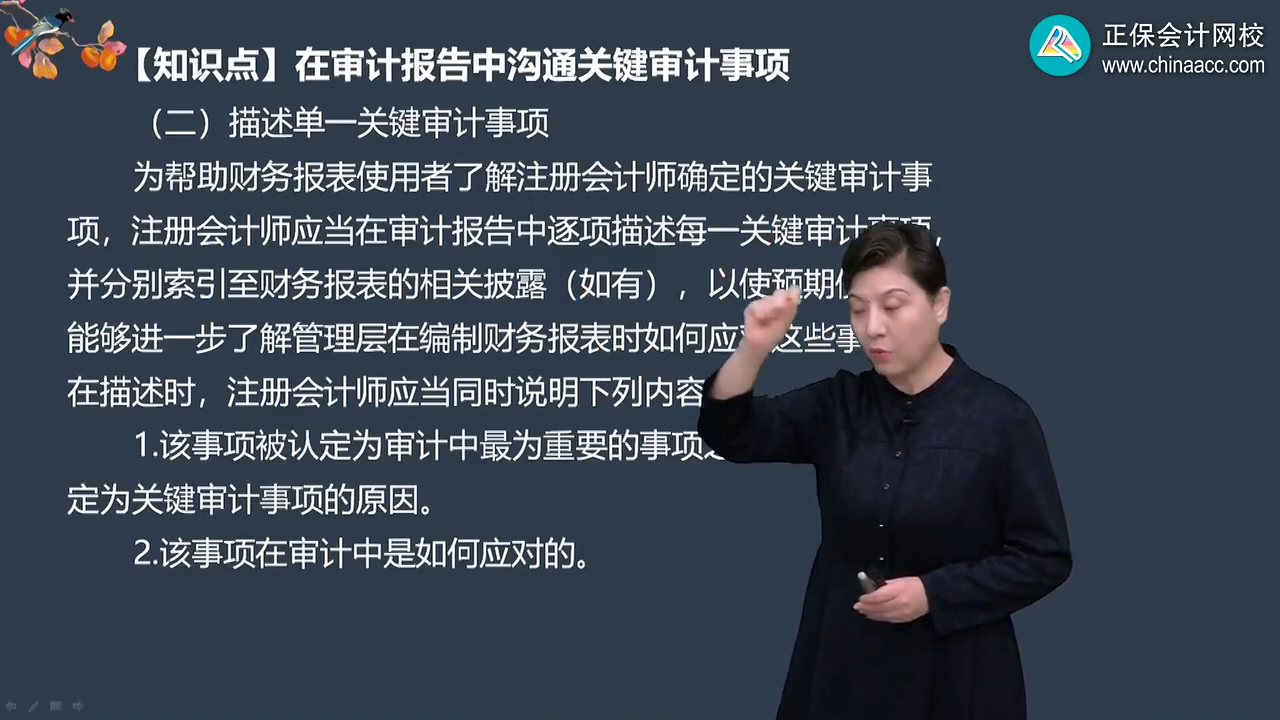 正保会计网校
www.chinaacc.com
【知识点】在审计报告中沟通关键审计事项
（二）描述单一关键审计事项
为帮助财务报表使用者了解注册会计师确定的关键审计事
项，注册会计师应当在审计报告中逐项描述每一关键审计事项，
并分别索引至财务报表的相关披露（如有），以使预期
能够进一步了解管理层在编制财务报表时如何应对这些事
在描述时，注册会计师应当同时说明下列内容
1.该事项被认定为审计中最为重要的事项
定为关键审计事项的原因。
2.该事项在审计中是如何应对的。